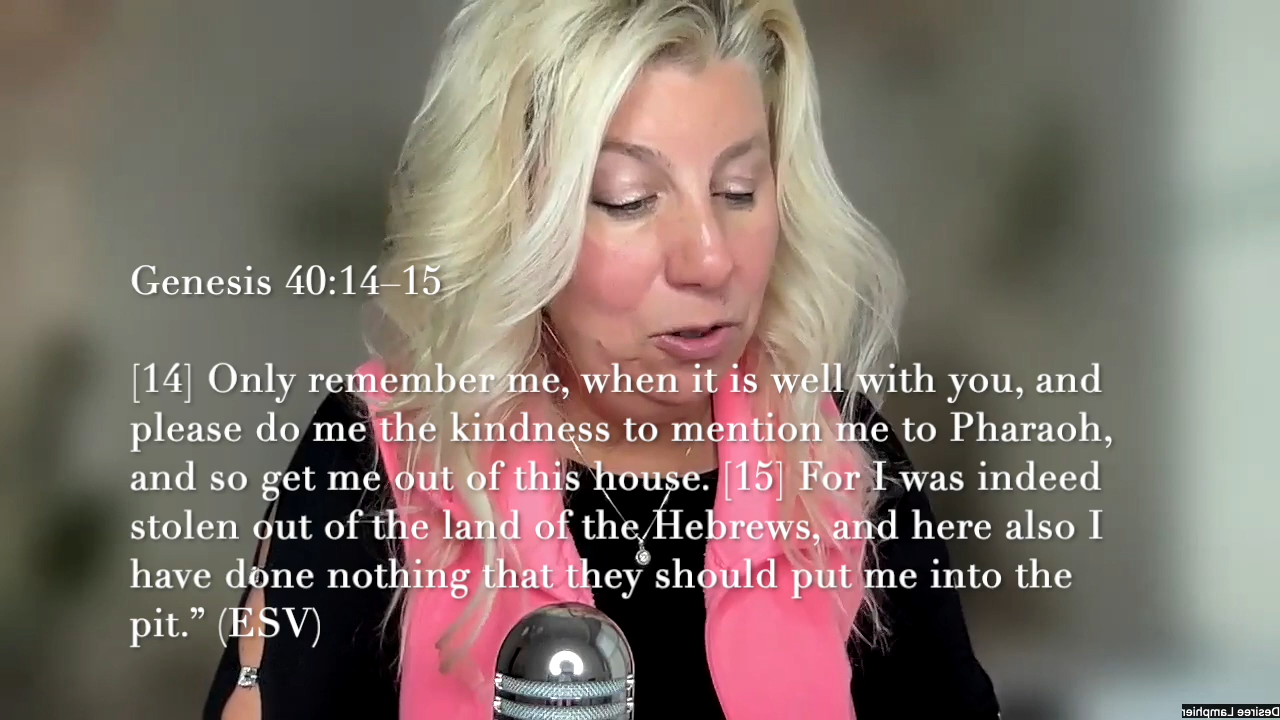 Genesis 40:14–15
[14] Only remember me, when it is well with you, and
please do me the kindness to mention me to Pharaoh,
and so get me out of this house. [15] For I was indeed
stolen out of the land of the Hebrews, and here also I
have done nothing that they should put me into the
pit.” (ESV)
Desiree Lamphier